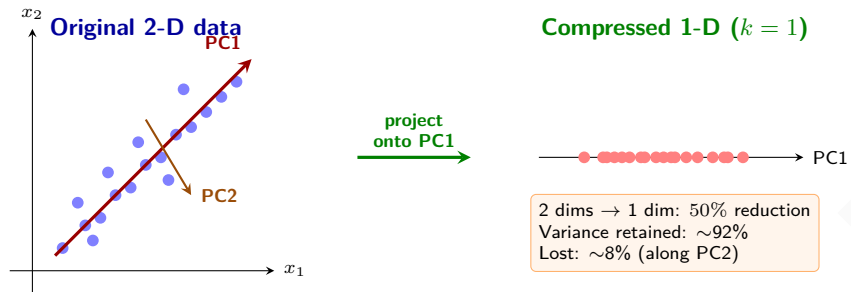 x₂
Original 2-D data
PC1
PC2
x₁
project
onto PC1
Compressed 1-D (k = 1)
PC1
2 dims → 1 dim: 50% reduction
Variance retained: ∼92%
Lost: ∼8% (along PC2)